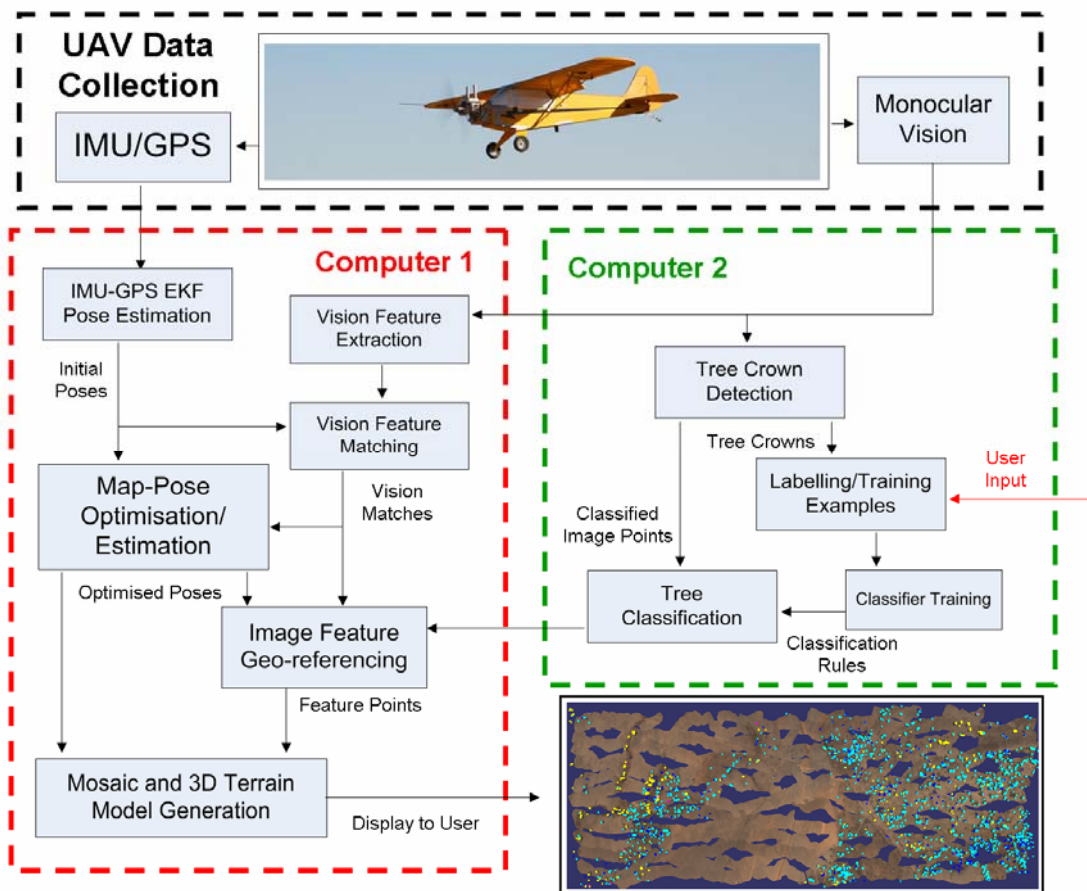 UAV Data
Collection
IMU/GPS
Monocular
Vision
Computer 1
IMU-GPS EKF
Pose Estimation
Vision Feature
Extraction
Initial
Poses
Vision Feature
Matching
Map-Pose
Optimisation/
Estimation
Vision
Matches
Optimised Poses
Image Feature
Geo-referencing
Feature Points
Mosaic and 3D Terrain
Model Generation
Display to User
Computer 2
Tree Crown
Detection
Tree Crowns
User
Input
Labelling/Training
Examples
Classified
Image Points
Tree
Classification
Classifier Training
Classification
Rules